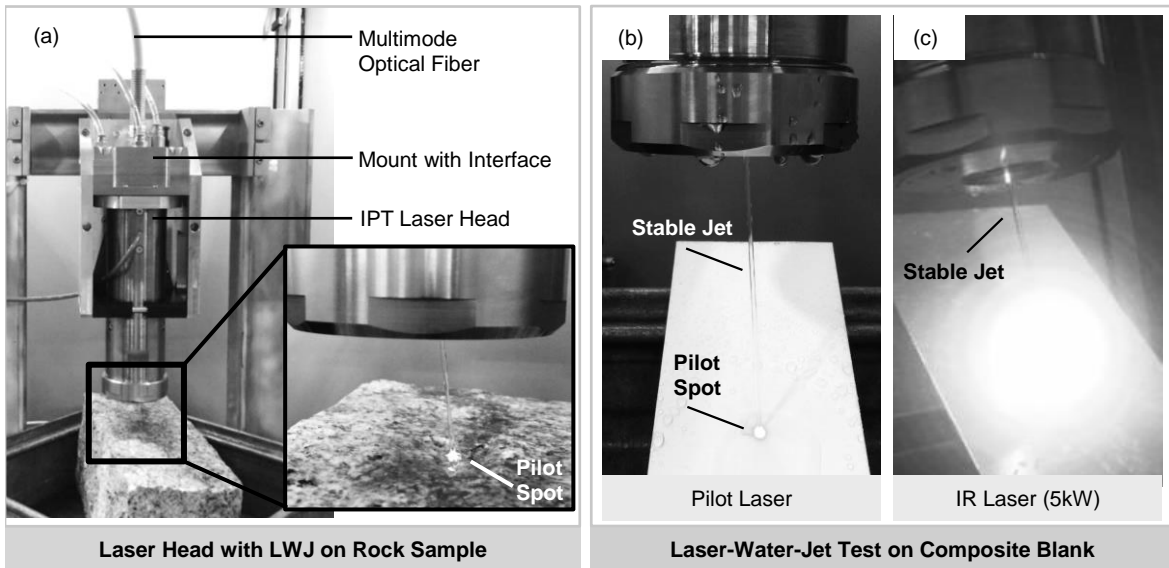 (a)
Multimode
Optical Fiber
Mount with Interface
IPT Laser Head
Pilot
Spot
Laser Head with LWJ on Rock Sample
(b)
Stable Jet
Pilot
Spot
Pilot Laser
(c)
Stable Jet
IR Laser (5kW)
Laser-Water-Jet Test on Composite Blank